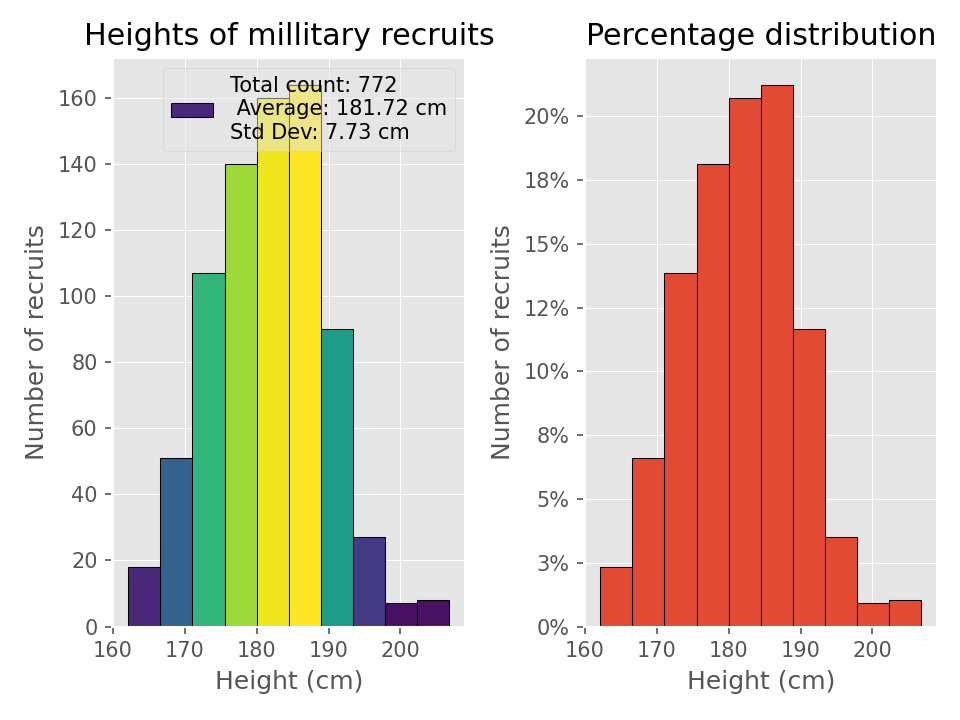 Heights of millitary recruits
Total count: 772
Average: 181.72 cm
Std Dev: 7.73 cm
Number of recruits
160
140
120
100
80
60
40
20
0
160 170 180 190 200
Height (cm)
Percentage distribution
Number of recruits
20%
18%
15%
12%
10%
8%
5%
3%
0%
160 170 180 190 200
Height (cm)